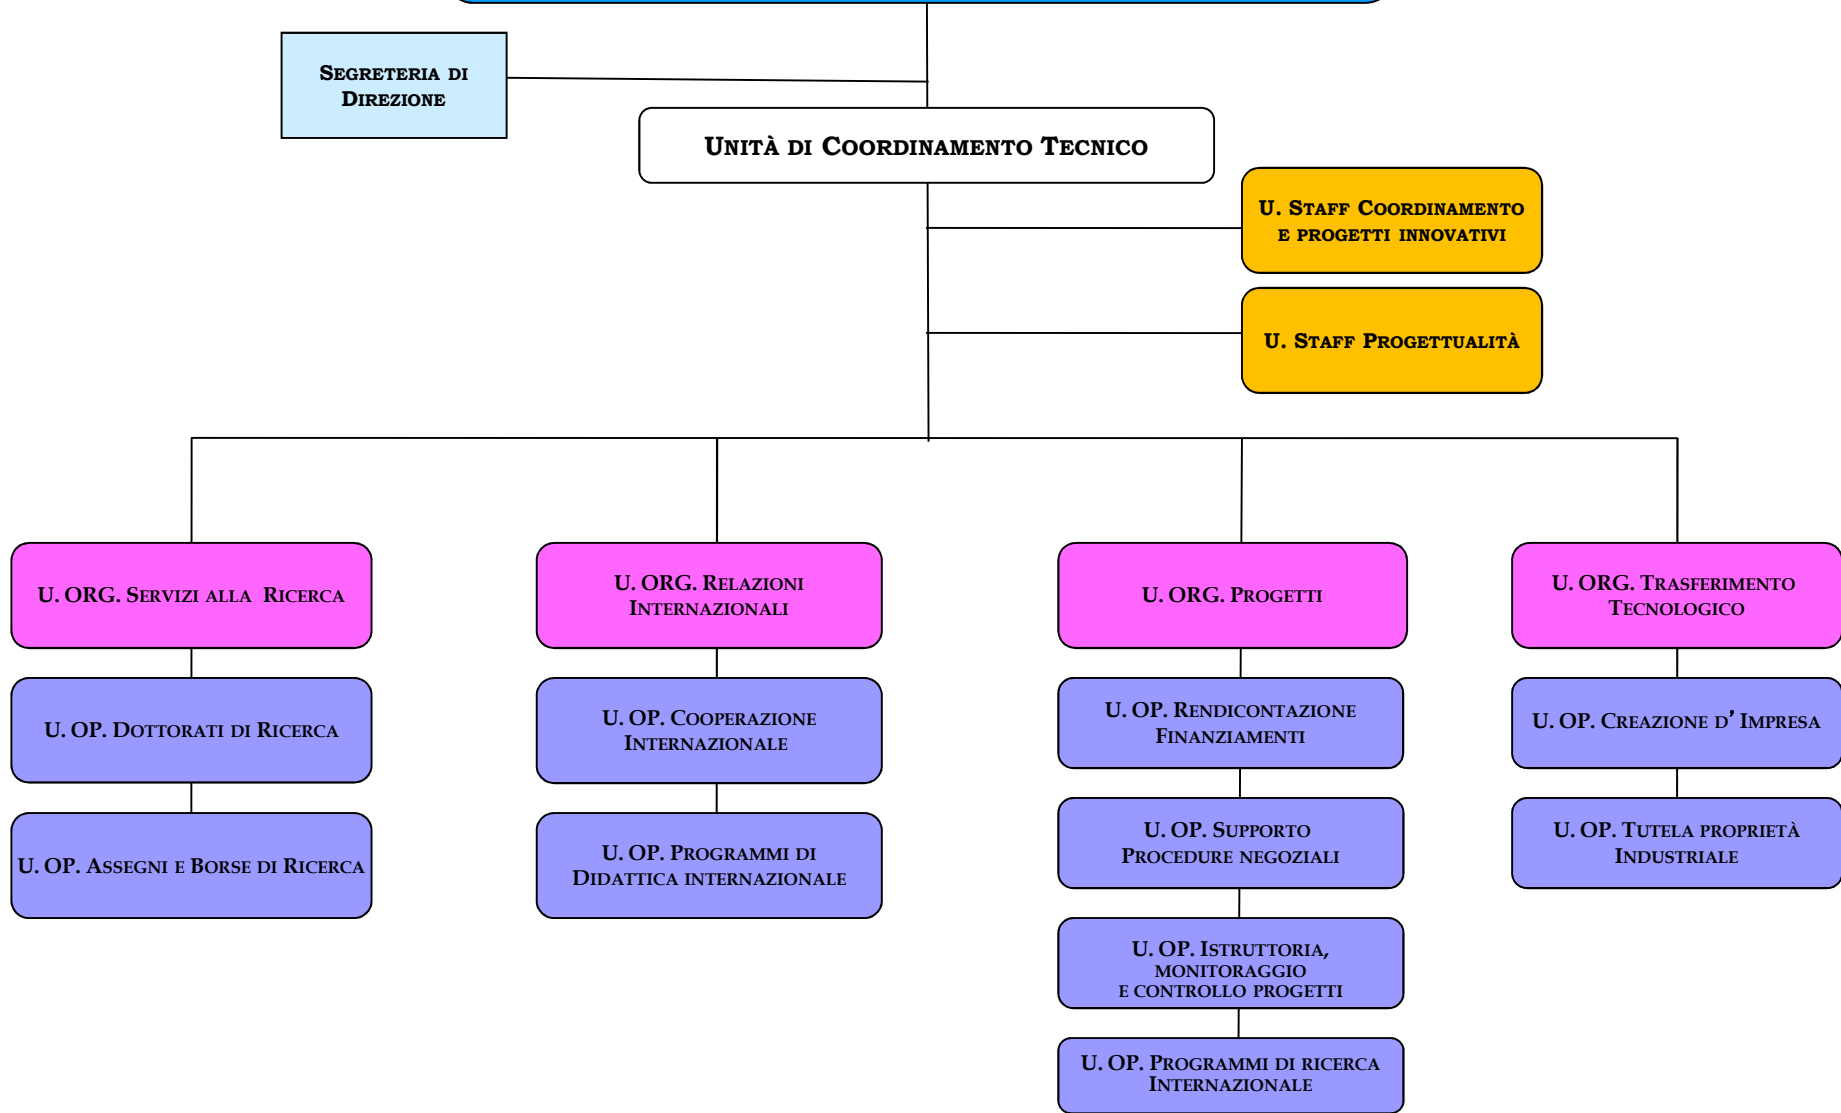 Segreteria di
Direzione
Unità di Coordinamento Tecnico
U. Staff Coordinamento
e progetti innovativi
U. Staff Progettualità
U. ORG. Servizi alla Ricerca
U. ORG. Relazioni
Internazionali
U. ORG. Progetti
U. ORG. Trasferimento
Tecnologico
U. OP. Dottorati di Ricerca
U. OP. Cooperazione
Internazionale
U. OP. Rendicontazione
Finanziamenti
U. OP. Creazione d’ Impresa
U. OP. Assegni e Borse di Ricerca
U. OP. Programmi di
Didattica internazionale
U. OP. Supporto
Procedure negoziali
U. OP. Tutela proprietà
Industriale
U. OP. Istruttoria,
monitoraggio
e controllo progetti
U. OP. Programmi di ricerca
Internazionale